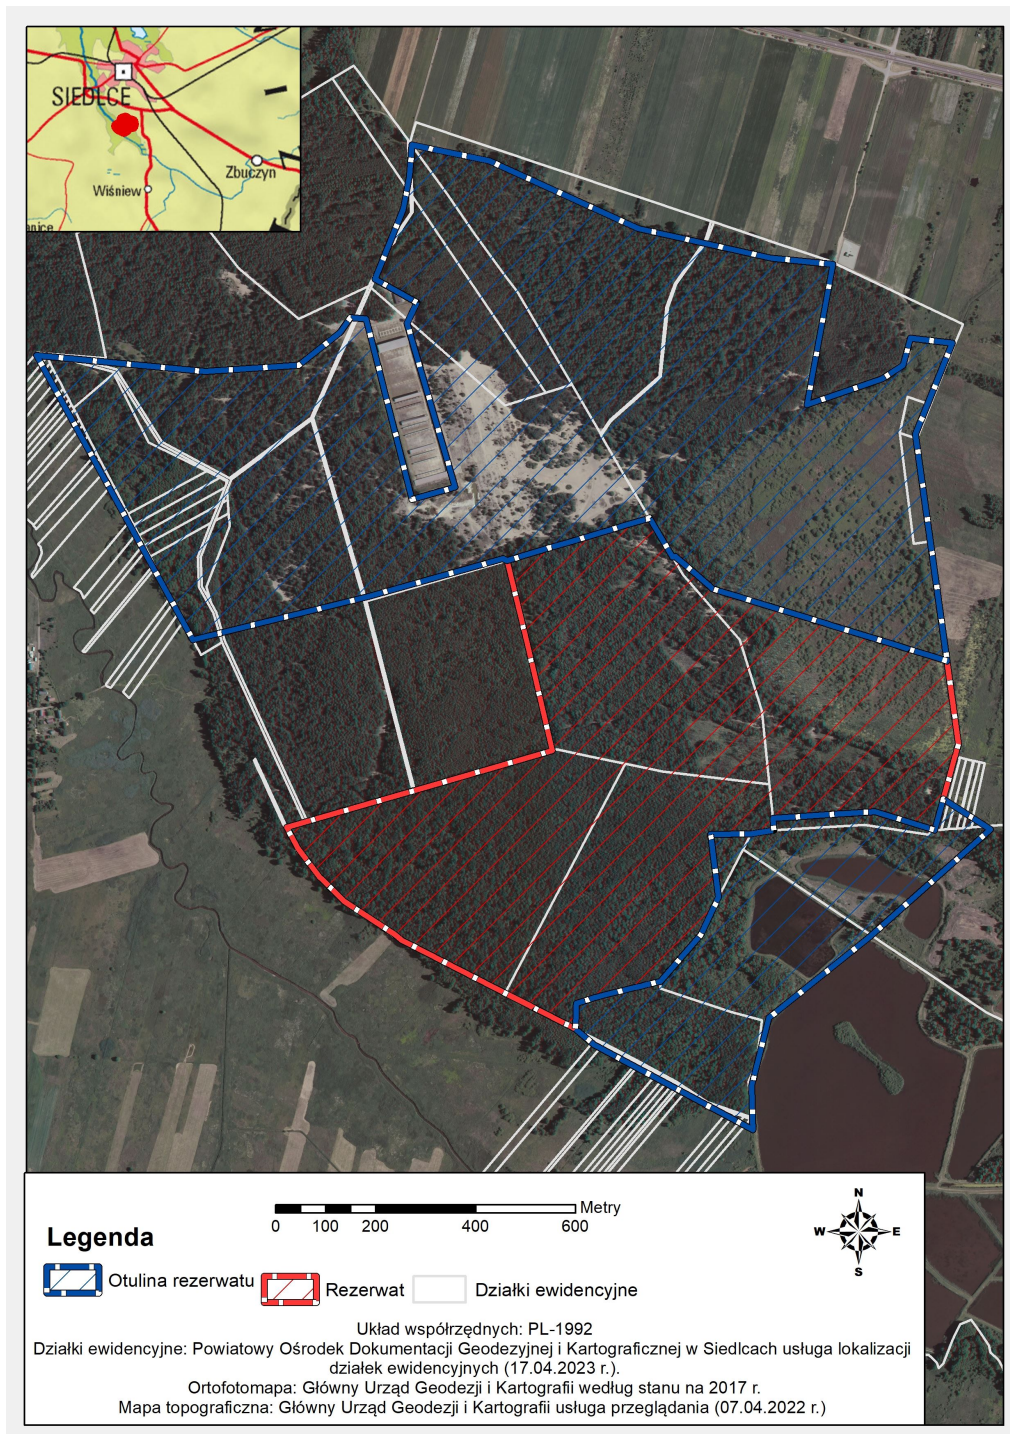 SIEDLCE
Zbuczyn
Wiśniew
anice
Metry
0 100 200 400 600
N
W E
S
Legenda
Otulina rezerwatu
Rezerwat
Działki ewidencyjne
Układ współrzędnych: PL-1992
Działki ewidencyjne: Powiatowy Ośrodek Dokumentacji Geodezyjnej i Kartograficznej w Siedlcach usługa lokalizacji
działek ewidencyjnych (17.04.2023 r.).
Ortofotomapa: Główny Urząd Geodezji i Kartografii według stanu na 2017 r.
Mapa topograficzna: Główny Urząd Geodezji i Kartografii usługa przeglądania (07.04.2022 r.)